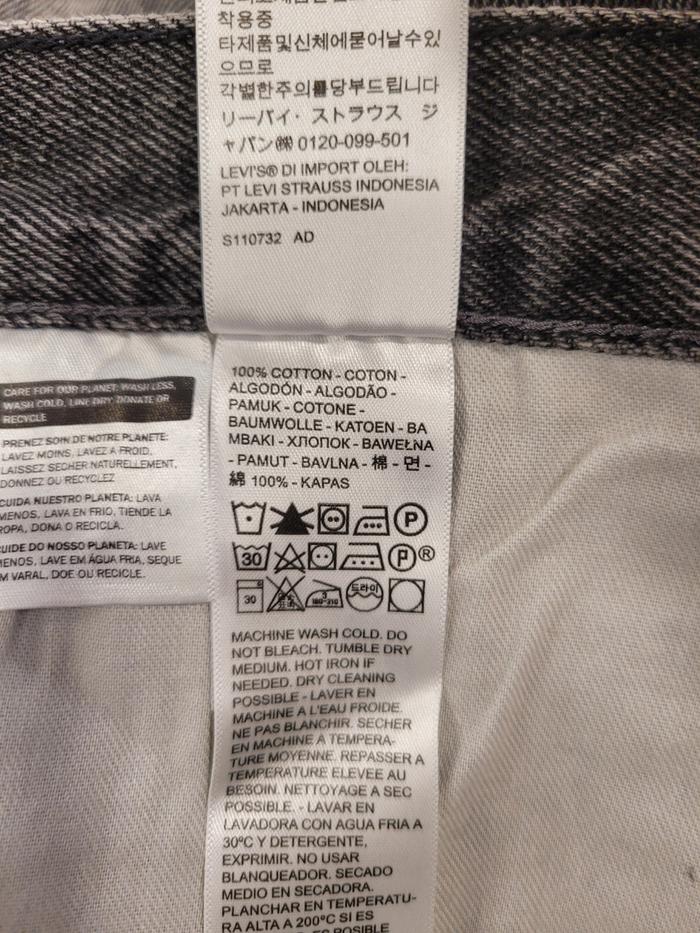 착용중
타제품및신체에묻어날수있
으므로
각별한주의를당부드립니다
リーバイ・ ストラウス ジ
ャパン㈱ 0120-099-501
LEVI'S® DI IMPORT OLEH:
PT LEVI STRAUSS INDONESIA
JAKARTA - INDONESIA
S110732 AD
CARE FOR OUR PLANET: WASH LESS,
WASH COLD, LINE DRY, DONATE OR
RECYCLE
PRENEZ SOIN DE NOTRE PLANETE:
LAVEZ MOINS, LAVEZ A FROID,
LAISSEZ SECHER NATURELLEMENT,
DONNEZ OU RECYCLEZ
CUIDA NUESTRO PLANETA: LAVA
MENOS, LAVA EN FRIO, TIENDE LA
ROPA, DONA O RECICLA.
CUIDE DO NOSSO PLANETA: LAVE
MENOS, LAVE EM ÁGUA FRIA, SEQUE
EM VARAL, DOE OU RECICLE.
100% COTTON - COTON -
ALGODÓN - ALGODÃO -
PAMUK - COTONE -
BAUMWOLLE - KATOEN - BA
MBAKI - ХЛОПОК - BAWEŁNA
- PAMUT - BAVLNA - 棉 - 면 -
綿 100% - KAPAS
P
30 P ®
30 3 180-210 드라이
MACHINE WASH COLD. DO
NOT BLEACH. TUMBLE DRY
MEDIUM. HOT IRON IF
NEEDED. DRY CLEANING
POSSIBLE - LAVER EN
MACHINE A L'EAU FROIDE.
NE PAS BLANCHIR. SECHER
EN MACHINE A TEMPERA-
TURE MOYENNE. REPASSER A
TEMPERATURE ELEVEE AU
BESOIN. NETTOYAGE A SEC
POSSIBLE. - LAVAR EN
LAVADORA CON AGUA FRIA A
30ºC Y DETERGENTE,
EXPRIMIR. NO USAR
BLANQUEADOR. SECADO
MEDIO EN SECADORA.
PLANCHAR EN TEMPERATU-
RA ALTA A 200ºC SI ES
POSIBLE